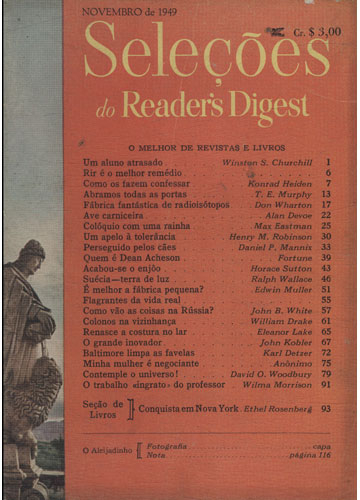 NOVEMBRO de 1949
Cr. $ 3,00
Seleções
do Reader's Digest
O MELHOR DE REVISTAS E LIVROS
Um aluno atrasado . . . . . Winston S. Churchill 1
Rir é o melhor remédio . . . . . 6
Como os fazem confessar . . . . . Konrad Heiden 7
Abramos todas as portas . . . . . T. E. Murphy 13
Fábrica fantástica de radioisótopos . . Don Wharton 17
Ave carniceira . . . . . Alan Devoe 22
Colóquio com uma rainha . . . . . Max Eastman 25
Um apelo à tolerância . . . . . Henry M. Robinson 30
Perseguido pelos cães . . . . . Daniel P. Mannix 33
Quem é Dean Acheson . . . . . Fortune 39
Acabou-se o enjôo . . . . . Horace Sutton 43
Suécia—terra de luz . . . . . Ralph Wallace 46
É melhor a fábrica pequena? . . . . . Edwin Muller 51
Flagrantes da vida real . . . . . 55
Como vão as coisas na Rússia? . . . . . John B. White 57
Colonos na vizinhança . . . . . William Drake 61
Renasce a costura no lar . . . . . Eleanor Lake 65
O grande inovador . . . . . John Kobler 67
Baltimore limpa as favelas . . . . . Karl Detzer 72
Minha mulher é negociante . . . . . Anônimo 75
Contemple o universo! . . . . . David O. Woodbury 79
O trabalho «ingrato» do professor . . Wilma Morrison 91
Seção de Livros Conquista em Nova York . Ethel Rosenberg 93
O Aleijadinho Fotografia . . . . . capa
Nota . . . . . página 116